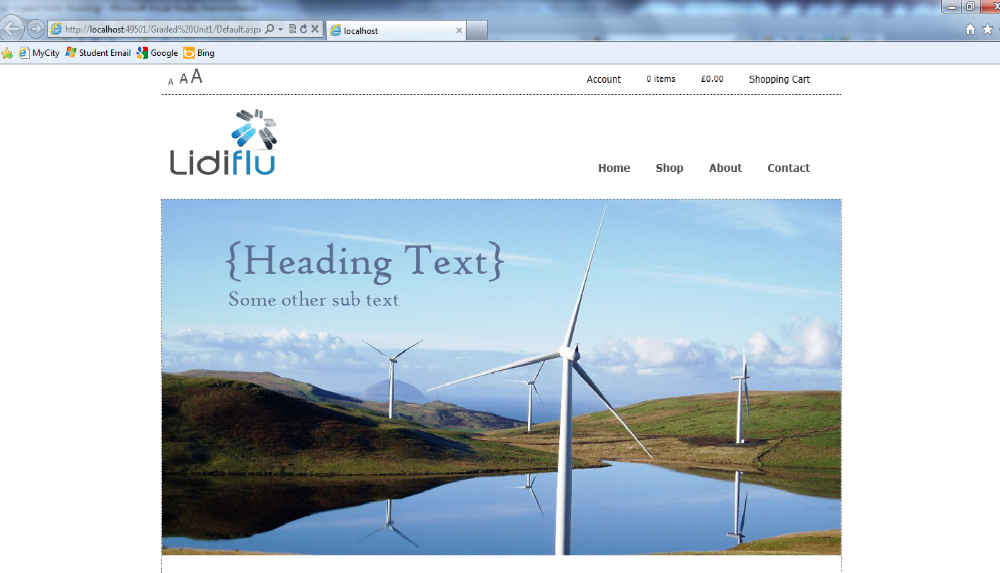 http://localhost:49501/Graded%20Unit1/Default.aspx
localhost
MyCity Student Email Google Bing
A A A Account 0 items £0.00 Shopping Cart
Lidiflu
Home Shop About Contact
{Heading Text}
Some other sub text